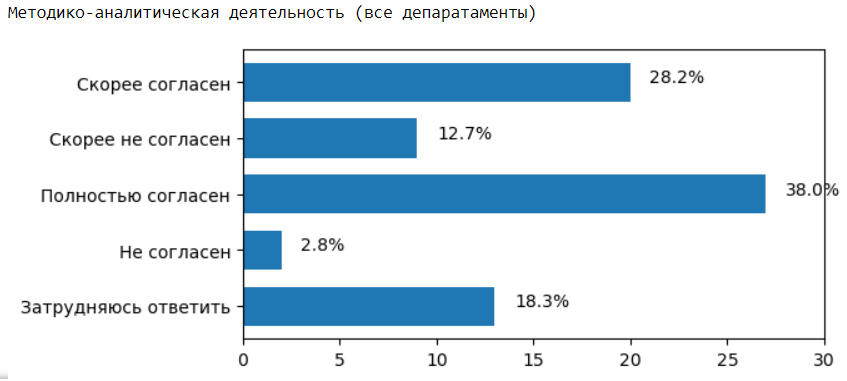 Методико-аналитическая деятельность (все депаратаменты)
Скорее согласен 28.2%
Скорее не согласен 12.7%
Полностью согласен 38.0%
Не согласен 2.8%
Затрудняюсь ответить 18.3%
0 5 10 15 20 25 30